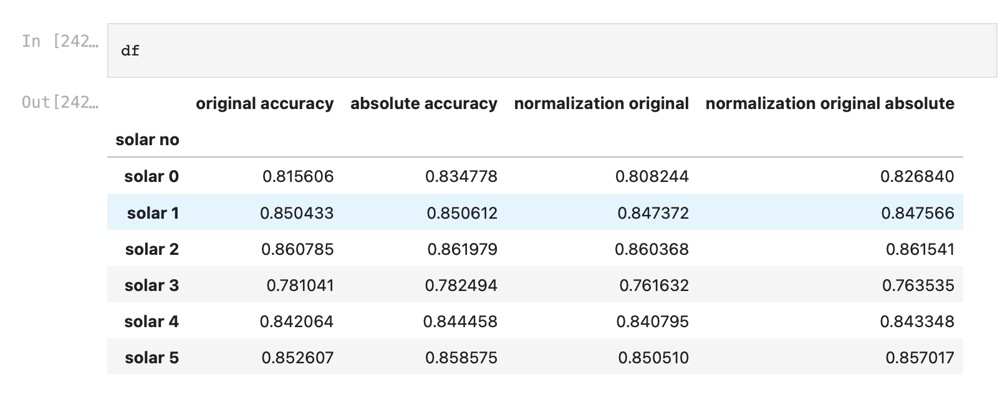 In [242…
df
Out[242…
original accuracy absolute accuracy normalization original normalization original absolute
solar no
solar 0 0.815606 0.834778 0.808244 0.826840
solar 1 0.850433 0.850612 0.847372 0.847566
solar 2 0.860785 0.861979 0.860368 0.861541
solar 3 0.781041 0.782494 0.761632 0.763535
solar 4 0.842064 0.844458 0.840795 0.843348
solar 5 0.852607 0.858575 0.850510 0.857017